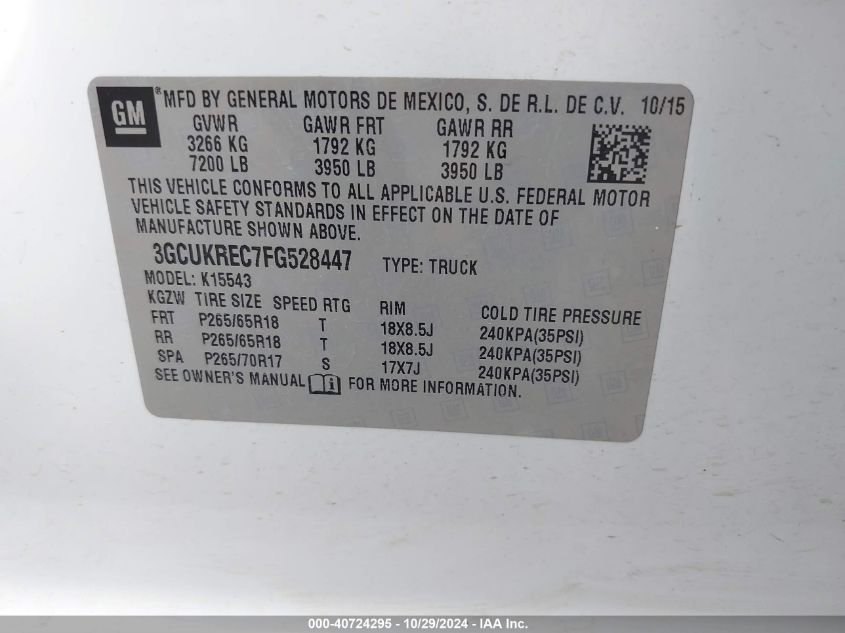 GM ® MFD BY GENERAL MOTORS DE MEXICO, S. DE R.L. DE C.V. 10/15
GVWR GAWR FRT GAWR RR
3266 KG 1792 KG 1792 KG
7200 LB 3950 LB 3950 LB
THIS VEHICLE CONFORMS TO ALL APPLICABLE U.S. FEDERAL MOTOR
VEHICLE SAFETY STANDARDS IN EFFECT ON THE DATE OF
MANUFACTURE SHOWN ABOVE.
3GCUKREC7FG528447 TYPE: TRUCK
MODEL: K15543
KGZW TIRE SIZE SPEED RTG RIM COLD TIRE PRESSURE
FRT P265/65R18 T 18X8.5J 240KPA(35PSI)
RR P265/65R18 T 18X8.5J 240KPA(35PSI)
SPA P265/70R17 S 17X7J 240KPA(35PSI)
SEE OWNER'S MANUAL i FOR MORE INFORMATION.
000-40724295 - 10/29/2024 - IAA Inc.